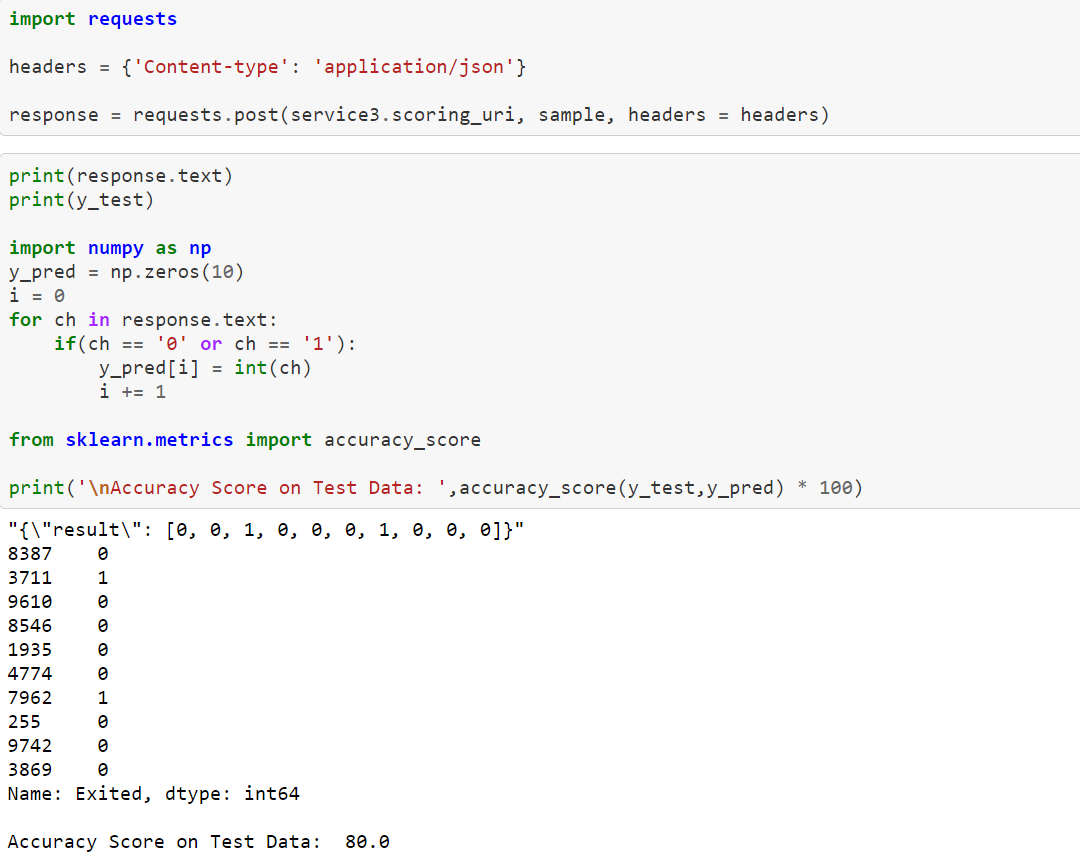 import requests
headers = {'Content-type': 'application/json'}
response = requests.post(service3.scoring_uri, sample, headers = headers)
print(response.text)
print(y_test)
import numpy as np
y_pred = np.zeros(10)
i = 0
for ch in response.text:
    if(ch == '0' or ch == '1'):
        y_pred[i] = int(ch)
        i += 1
from sklearn.metrics import accuracy_score
print('\nAccuracy Score on Test Data: ',accuracy_score(y_test,y_pred) * 100)
"{\"result\": [0, 0, 1, 0, 0, 0, 1, 0, 0, 0]}"
8387    0
3711    1
9610    0
8546    0
1935    0
4774    0
7962    1
255     0
9742    0
3869    0
Name: Exited, dtype: int64
Accuracy Score on Test Data:  80.0